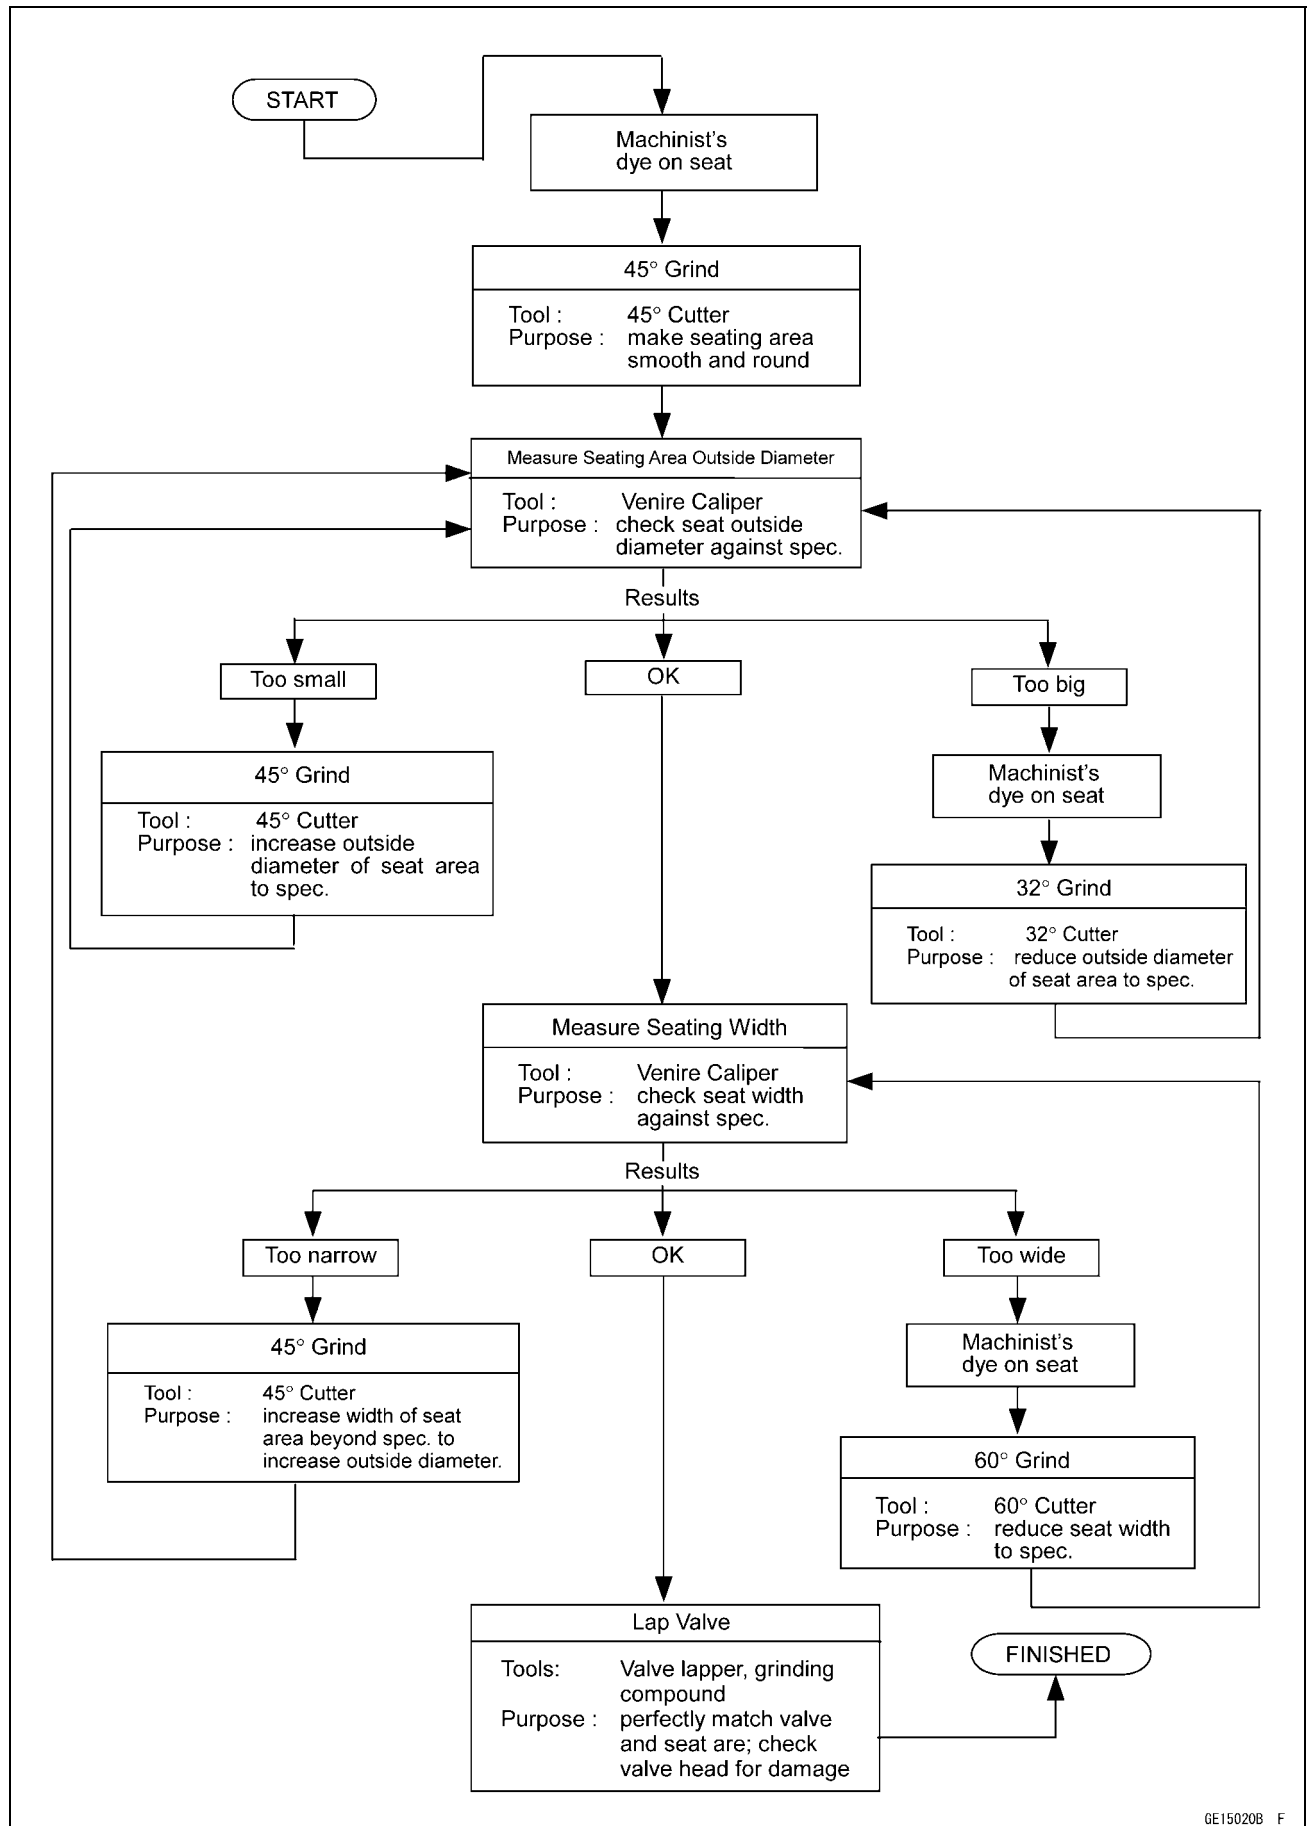 START
Machinist's
dye on seat
45° Grind
Tool : 45° Cutter
Purpose : make seating area
smooth and round
Measure Seating Area Outside Diameter
Tool : Venire Caliper
Purpose : check seat outside
diameter against spec.
Results
Too small
OK
Too big
45° Grind
Tool : 45° Cutter
Purpose : increase outside
diameter of seat area
to spec.
Machinist's
dye on seat
32° Grind
Tool : 32° Cutter
Purpose : reduce outside diameter
of seat area to spec.
Measure Seating Width
Tool : Venire Caliper
Purpose : check seat width
against spec.
Results
Too narrow
OK
Too wide
45° Grind
Tool : 45° Cutter
Purpose : increase width of seat
area beyond spec. to
increase outside diameter.
Machinist's
dye on seat
60° Grind
Tool : 60° Cutter
Purpose : reduce seat width
to spec.
Lap Valve
Tools: Valve lapper, grinding
compound
Purpose : perfectly match valve
and seat are; check
valve head for damage
FINISHED
GE15020B F